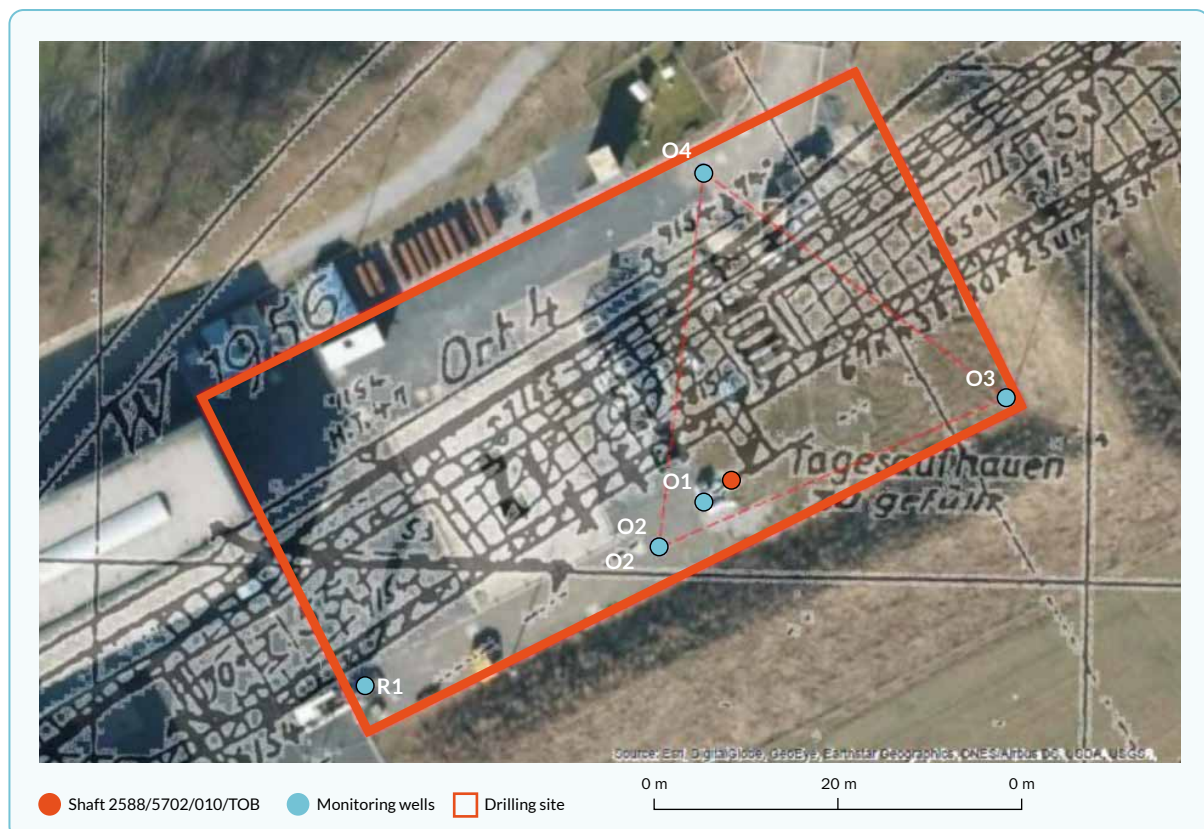 O4
W 1956
Ort 4
O3
Tagesaufhauen
O1
O2
O2
R1
Source: Esri, DigitalGlobe, GeoEye, Earthstar Geographics, CNES/Airbus DS, USDA, USGS,
Shaft 2588/5702/010/TOB
Monitoring wells
Drilling site
0 m
20 m
0 m